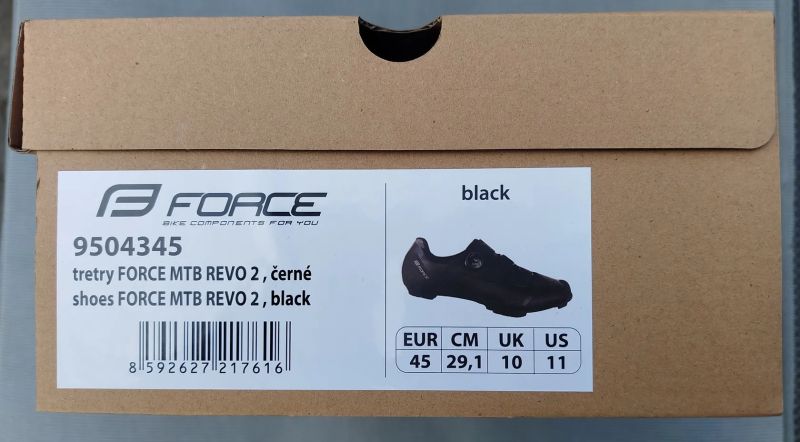 FORCE
BIKE COMPONENTS FOR YOU
9504345
tretry FORCE MTB REVO 2 , černé
shoes FORCE MTB REVO 2 , black
8 592627 217616
black
FORCE
EUR CM UK US
45 29,1 10 11